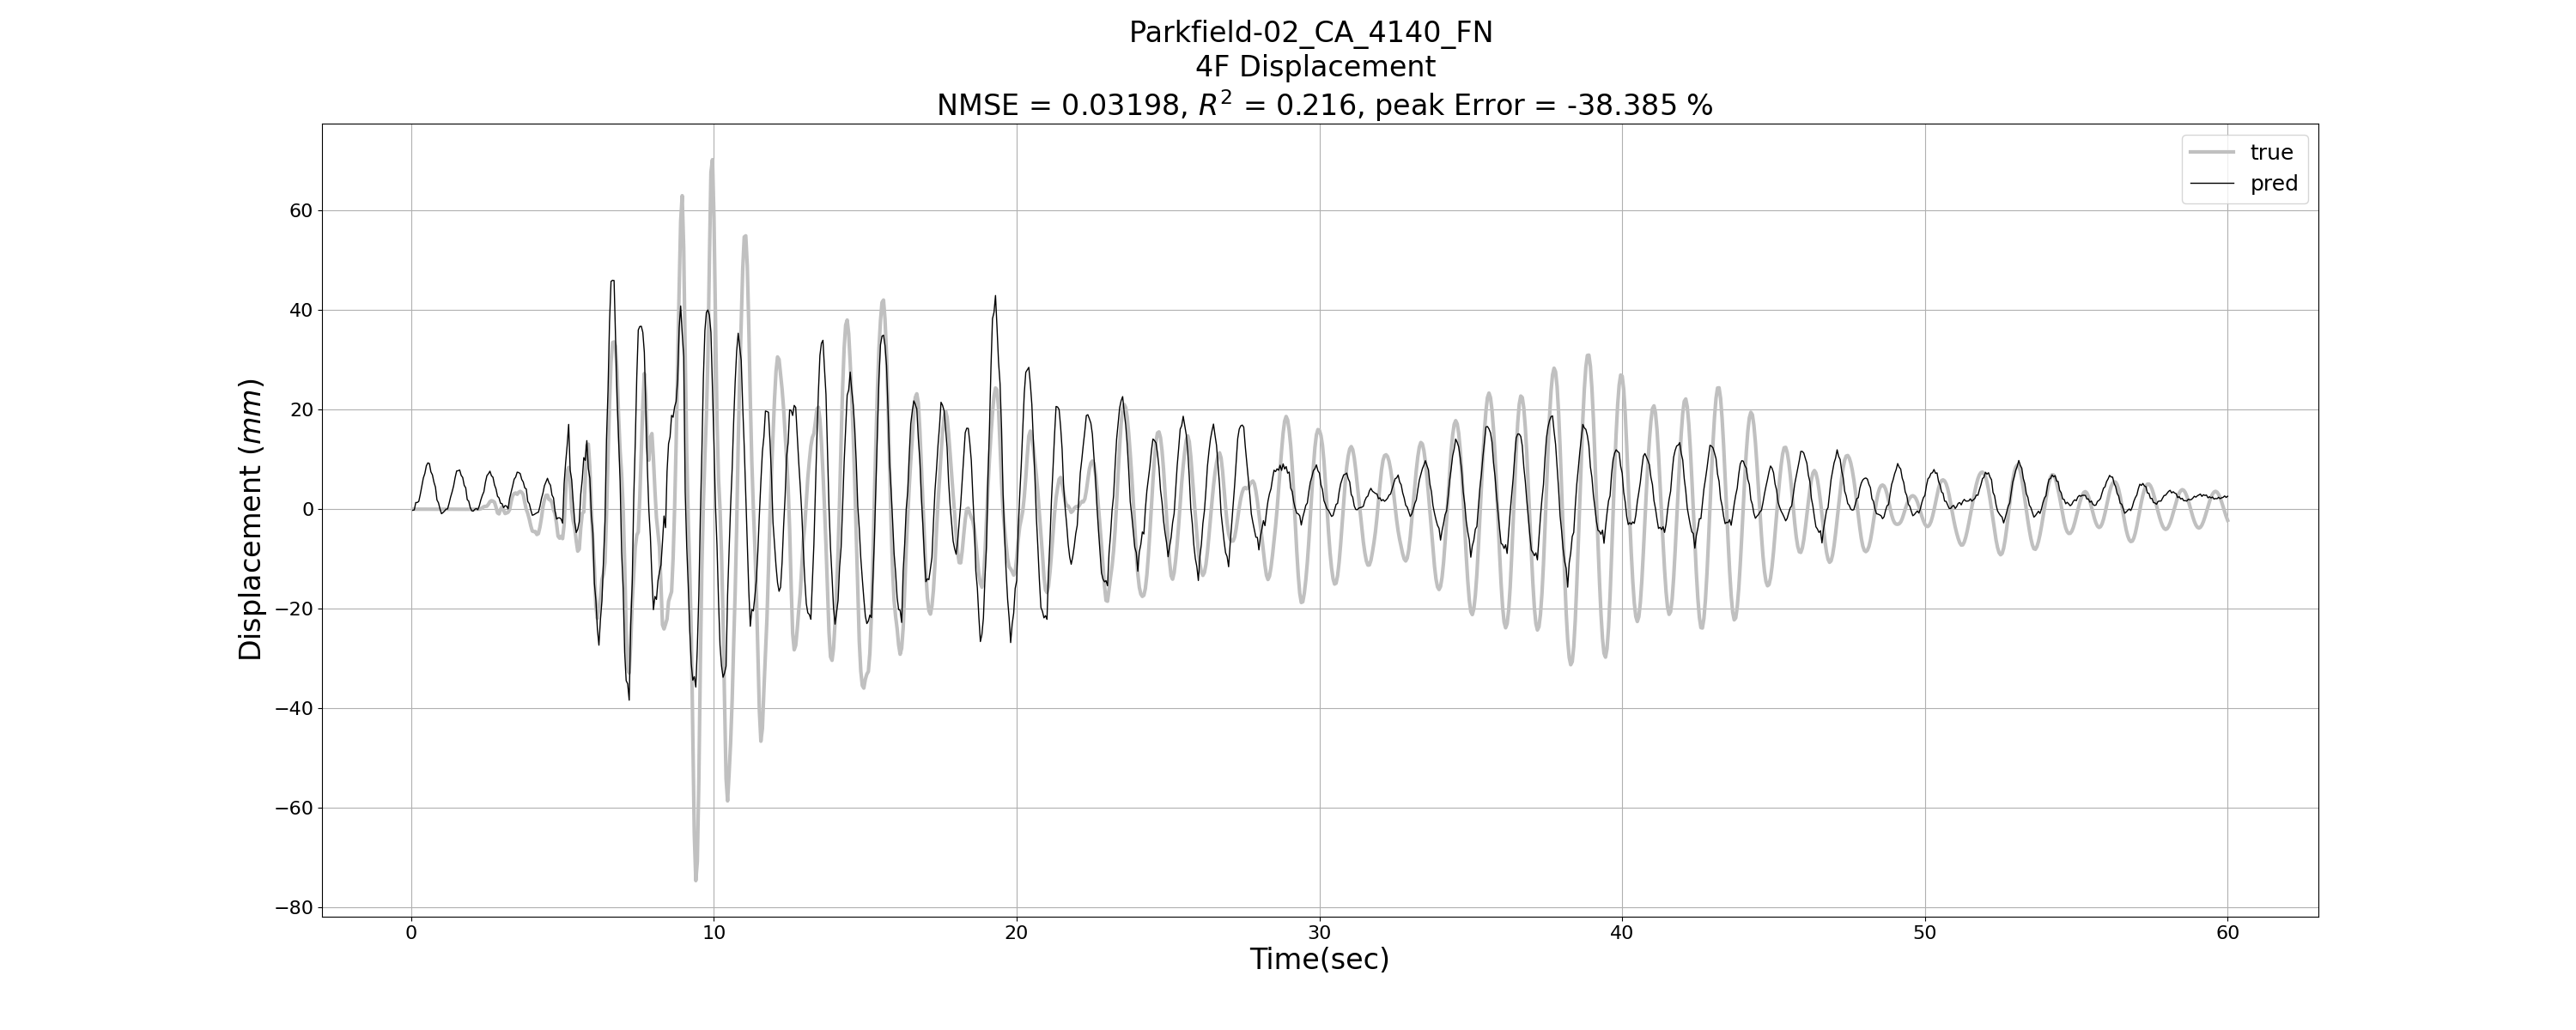 Parkfield-02_CA_4140_FN
4F Displacement
NMSE = 0.03198, R² = 0.216, peak Error = -38.385 %
true
pred
60
40
20
0
−20
−40
−60
−80
Displacement (mm)
0 10 20 30 40 50 60
Time(sec)